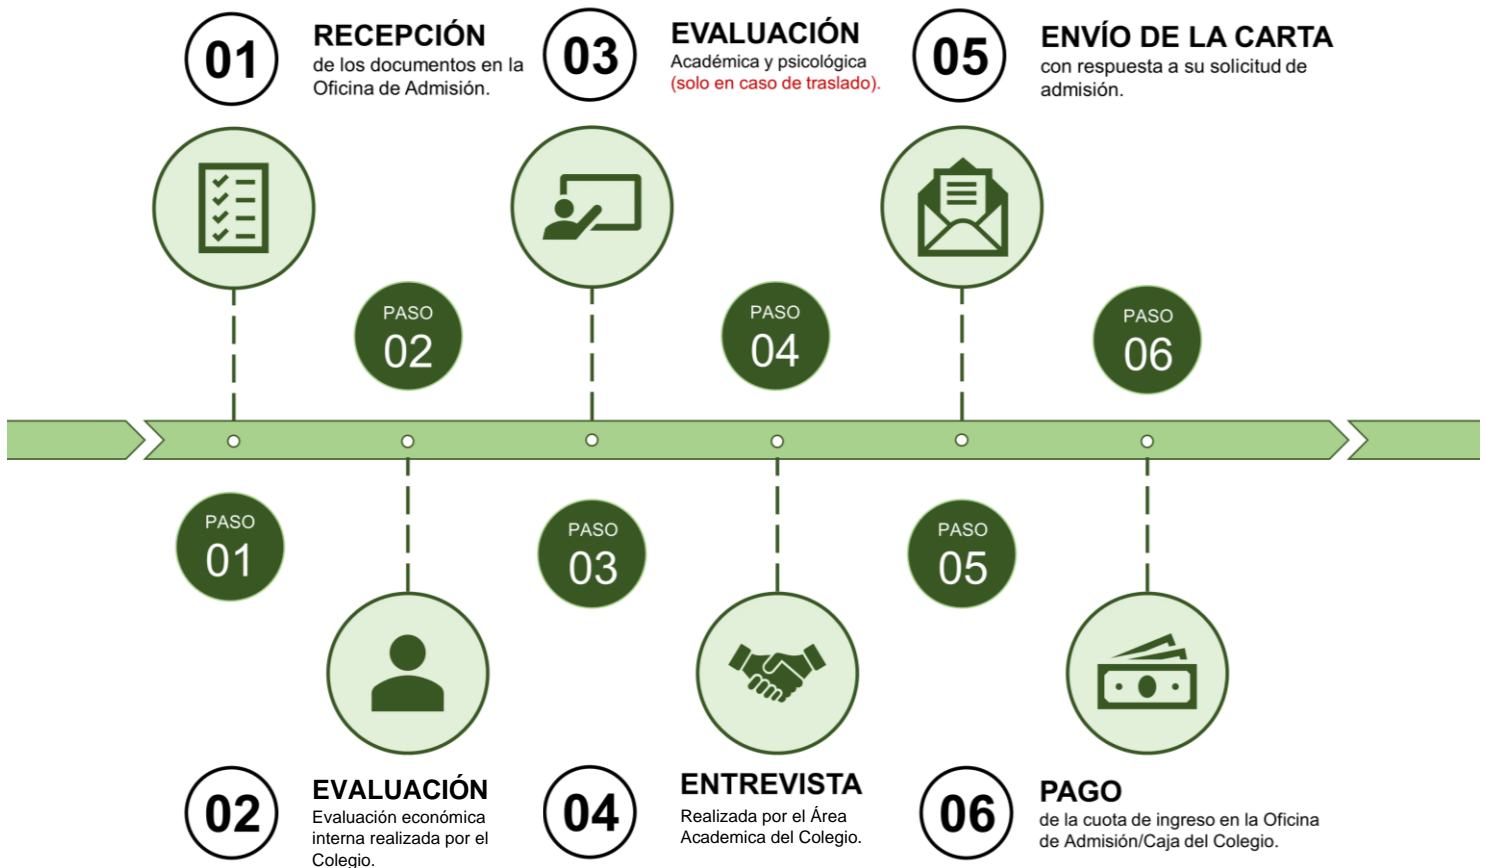 01
RECEPCIÓN
de los documentos en la
Oficina de Admisión.
03
EVALUACIÓN
Académica y psicológica
(solo en caso de traslado).
05
ENVÍO DE LA CARTA
con respuesta a su solicitud de
admisión.
PASO
02
PASO
04
PASO
06
PASO
01
PASO
03
PASO
05
02
EVALUACIÓN
Evaluación económica
interna realizada por el
Colegio.
04
ENTREVISTA
Realizada por el Área
Academica del Colegio.
06
PAGO
de la cuota de ingreso en la Oficina
de Admisión/Caja del Colegio.